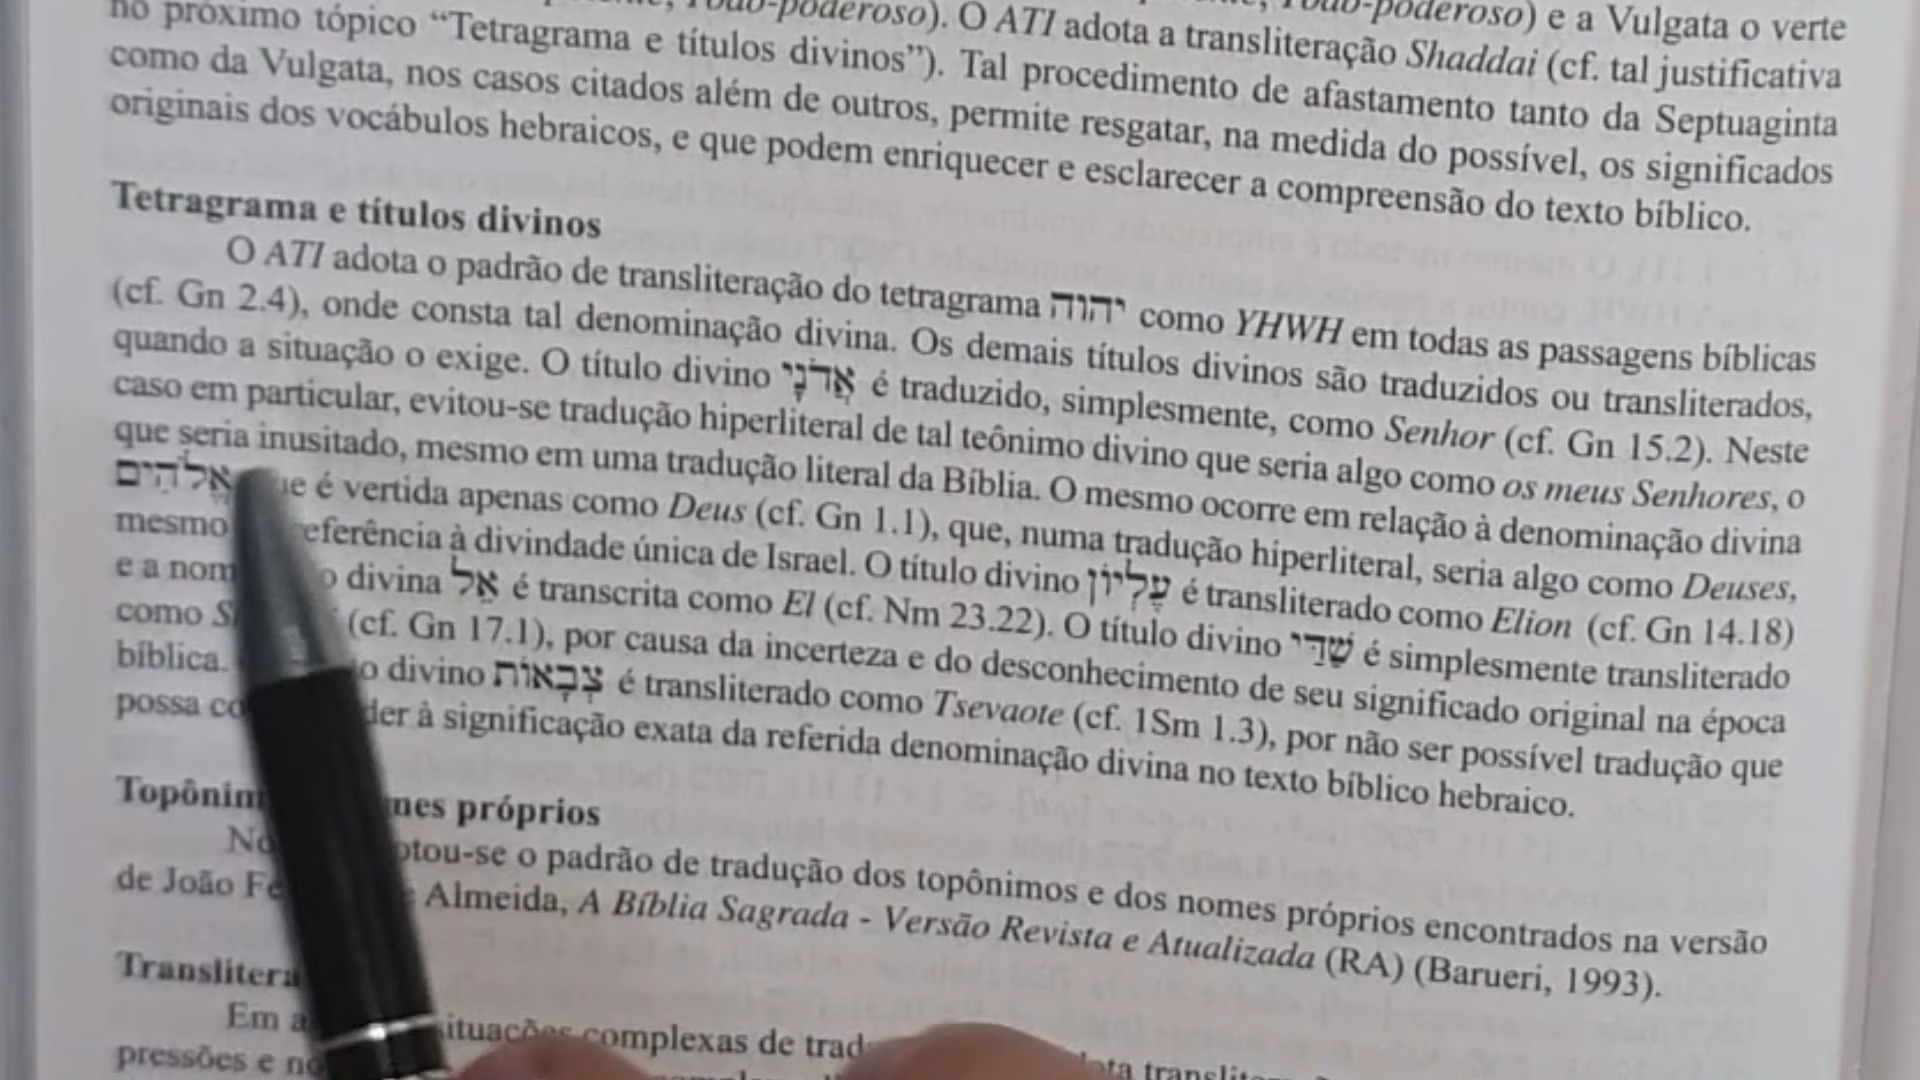 Todo-poderoso). O ATI adota a transliteração Shaddai (cf. tal justificativa
no próximo tópico “Tetragrama e títulos divinos”). Tal procedimento de afastamento tanto da Septuaginta
como da Vulgata, nos casos citados além de outros, permite resgatar, na medida do possível, os significados
originais dos vocábulos hebraicos, e que podem enriquecer e esclarecer a compreensão do texto bíblico.
Tetragrama e títulos divinos
O ATI adota o padrão de transliteração do tetragrama יהוה como YHWH em todas as passagens bíblicas
(cf. Gn 2.4), onde consta tal denominação divina. Os demais títulos divinos são traduzidos ou transliterados,
quando a situação o exige. O título divino אֲדֹנָי é traduzido, simplesmente, como Senhor (cf. Gn 15.2). Neste
caso em particular, evitou-se tradução hiperliteral de tal teônimo divino que seria algo como os meus Senhores, o
que seria inusitado, mesmo em uma tradução literal da Bíblia. O mesmo ocorre em relação à denominação divina
אֱלֹהִים é vertida apenas como Deus (cf. Gn 1.1), que, numa tradução hiperliteral, seria algo como Deuses,
mesmo referência à divindade única de Israel. O título divino עֶלְיוֹן é transliterado como Elion (cf. Gn 14.18)
e a divina אֵל é transcrita como El (cf. Nm 23.22). O título divino שַׁדַּי é simplesmente transliterado
como (cf. Gn 17.1), por causa da incerteza e do desconhecimento de seu significado original na época
bíblica. divino צְבָאוֹת é transliterado como Tsevaote (cf. 1Sm 1.3), por não ser possível tradução que
possa à significação exata da referida denominação divina no texto bíblico hebraico.
próprios
o padrão de tradução dos topônimos e dos nomes próprios encontrados na versão
de João Almeida, A Bíblia Sagrada - Versão Revista e Atualizada (RA) (Barueri, 1993).
Em complexas de
pressões e